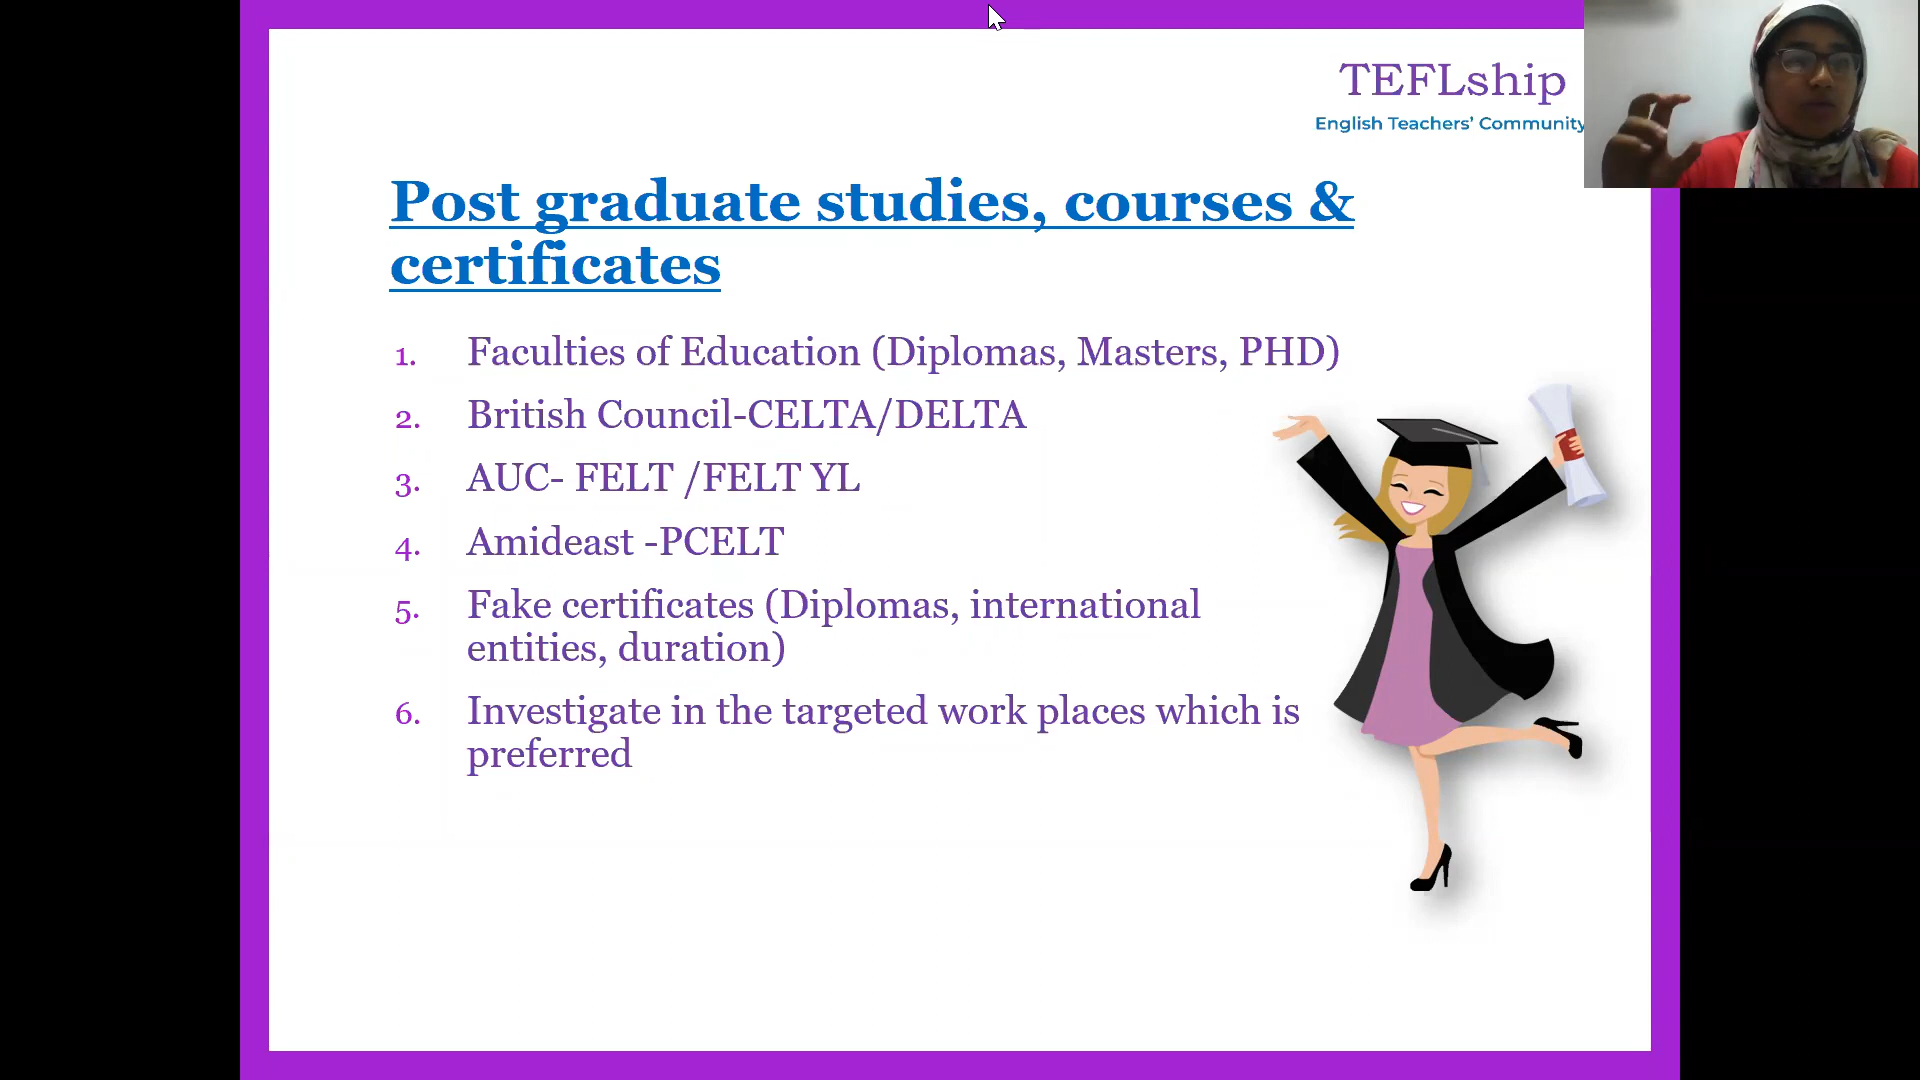 TEFLship
English Teachers' Community
Post graduate studies, courses &
certificates
1. Faculties of Education (Diplomas, Masters, PHD)
2. British Council-CELTA/DELTA
3. AUC- FELT /FELT YL
4. Amideast -PCELT
5. Fake certificates (Diplomas, international
entities, duration)
6. Investigate in the targeted work places which is
preferred